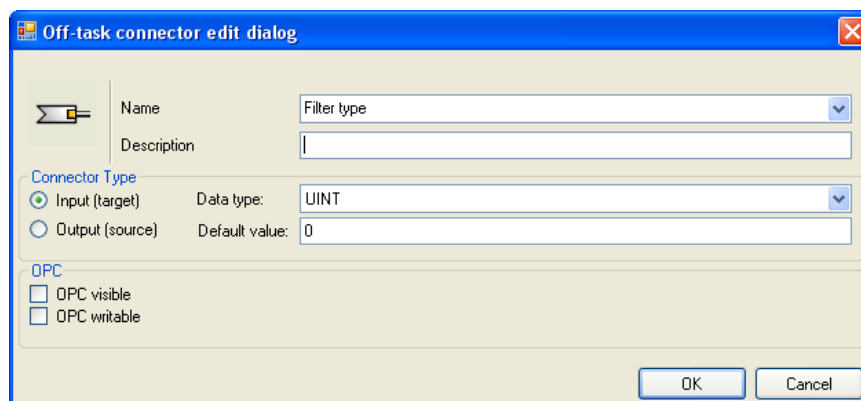 Off-task connector edit dialog
Name
Filter type
Description
Connector Type
Input (target)
Data type:
UINT
Output (source)
Default value:
0
OPC
OPC visible
OPC writable
OK
Cancel